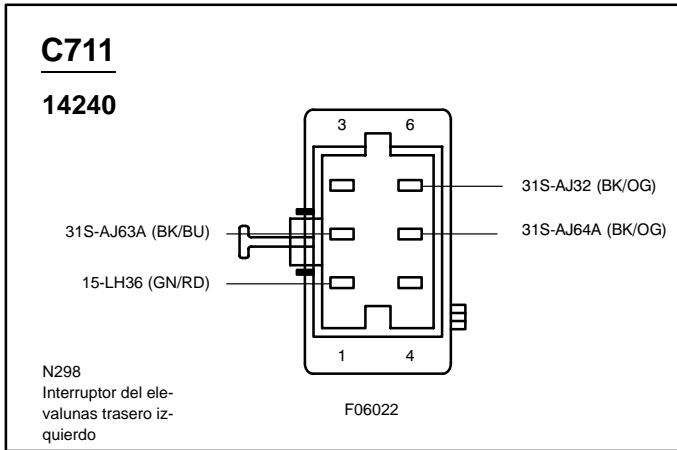 C711
14240
3 6
31S-AJ32 (BK/OG)
31S-AJ63A (BK/BU)
31S-AJ64A (BK/OG)
15-LH36 (GN/RD)
1 4
N298
Interruptor del ele-
valunas trasero iz-
quierdo
F06022